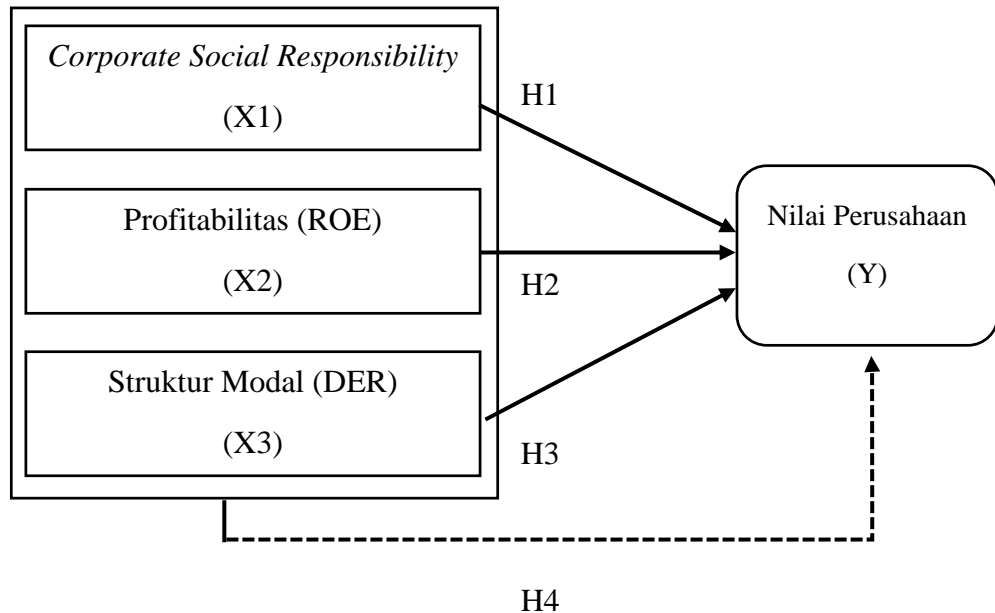 Corporate Social Responsibility
(X1)
H1
Profitabilitas (ROE)
(X2)
H2
Nilai Perusahaan
(Y)
Struktur Modal (DER)
(X3)
H3
H4